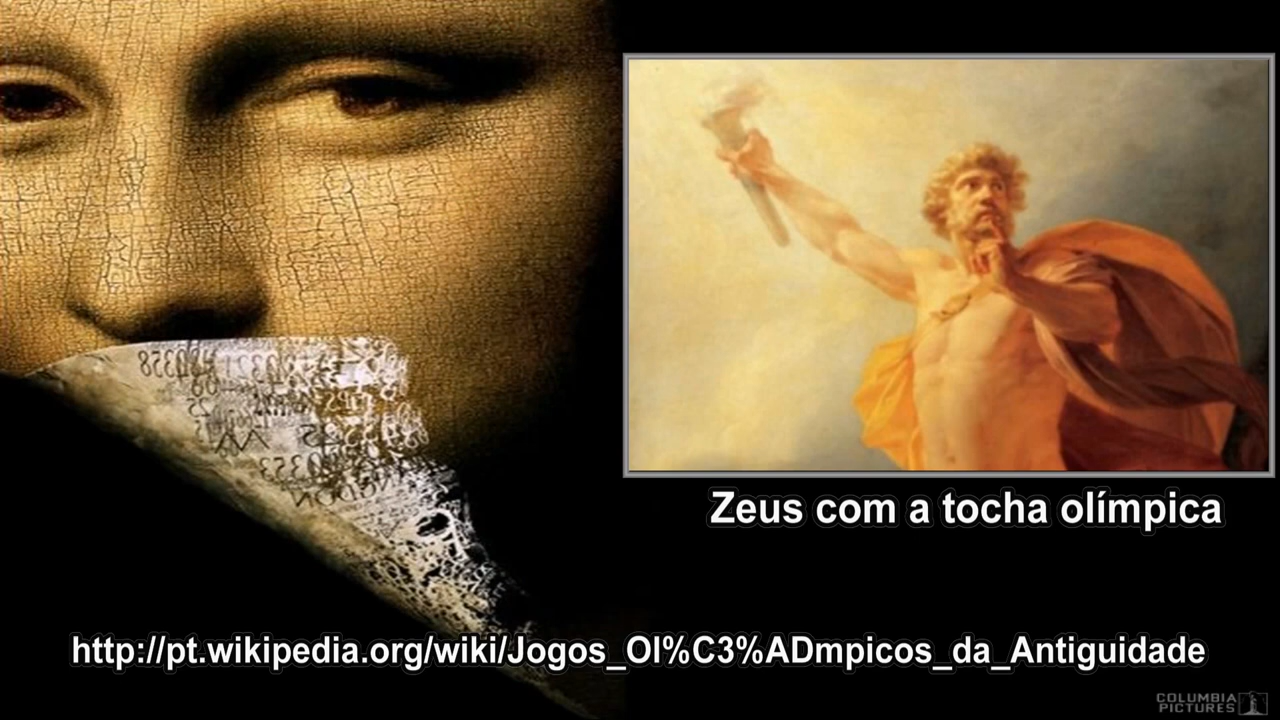 Zeus com a tocha olímpica
http://pt.wikipedia.org/wiki/Jogos_Ol%C3%ADmpicos_da_Antiguidade
COLUMBIA
PICTURES